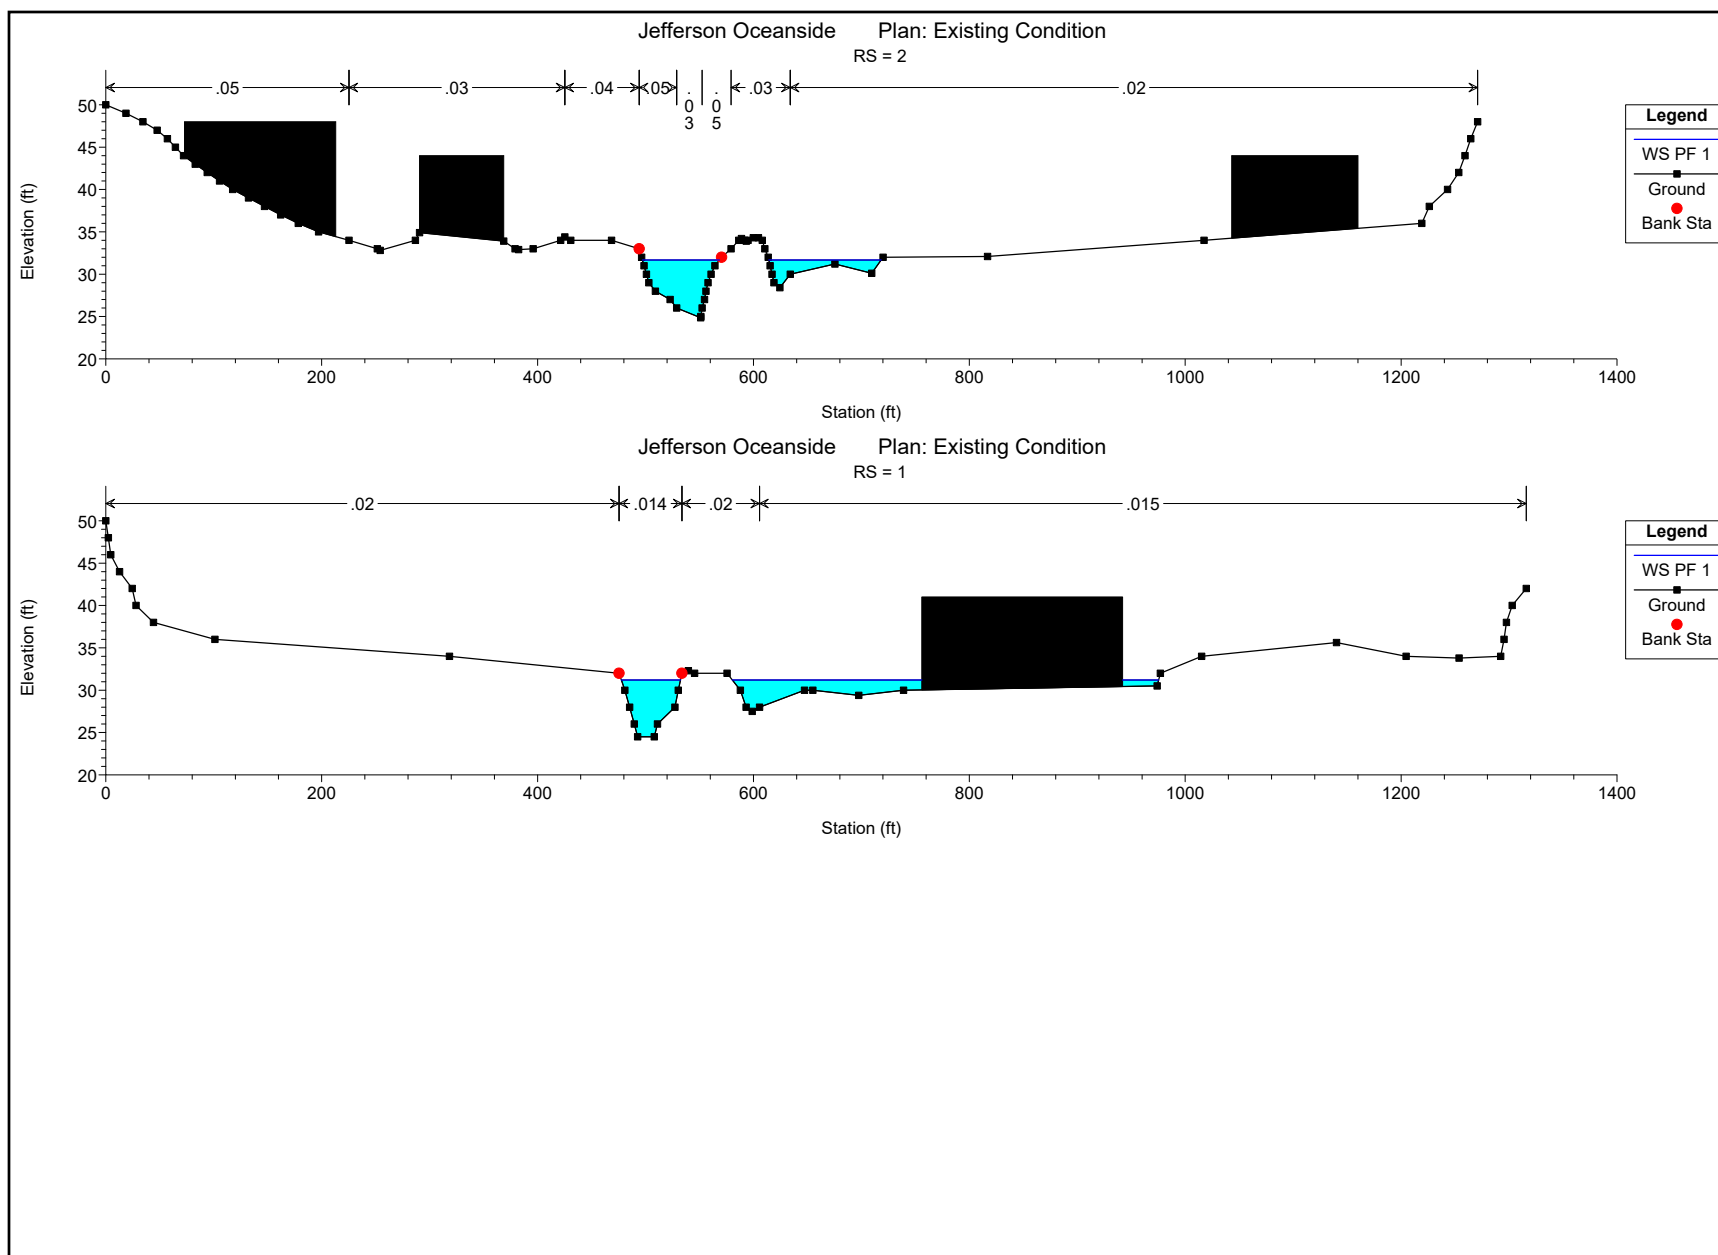 Jefferson Oceanside Plan: Existing Condition
RS = 2
.05 .03 .04 .05 .03 .05 .03 .02
Legend
WS PF 1
Ground
Bank Sta
Elevation (ft)
50
45
40
35
30
25
20
0 200 400 600 800 1000 1200 1400
Station (ft)
Jefferson Oceanside Plan: Existing Condition
RS = 1
.02 .014 .02 .015
Legend
WS PF 1
Ground
Bank Sta
Elevation (ft)
50
45
40
35
30
25
20
0 200 400 600 800 1000 1200 1400
Station (ft)